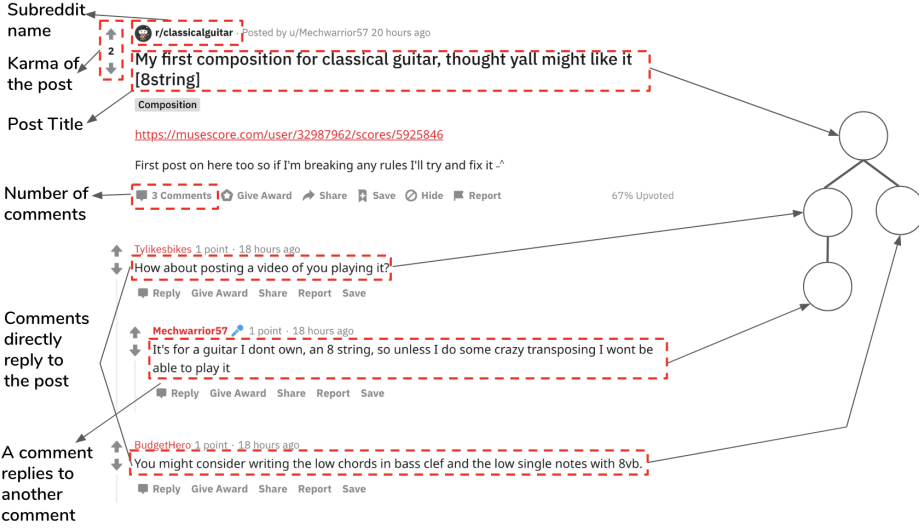 Subreddit
name
r/classicalguitar · Posted by u/Mechwarrior57 20 hours ago
2
Karma of
the post
My first composition for classical guitar, thought yall might like it
[8string]
Composition
Post Title
https://musescore.com/user/32987962/scores/5925846
First post on here too so if I'm breaking any rules I'll try and fix it -^
Number of
comments
3 Comments Give Award Share Save Hide Report 67% Upvoted
Tylikesbikes 1 point · 18 hours ago
How about posting a video of you playing it?
Reply Give Award Share Report Save
Comments
directly
reply to
the post
Mechwarrior57 1 point · 18 hours ago
It's for a guitar I dont own, an 8 string, so unless I do some crazy transposing I wont be
able to play it
Reply Give Award Share Report Save
A comment
replies to
another
comment
BudgetHero 1 point · 18 hours ago
You might consider writing the low chords in bass clef and the low single notes with 8vb.
Reply Give Award Share Report Save